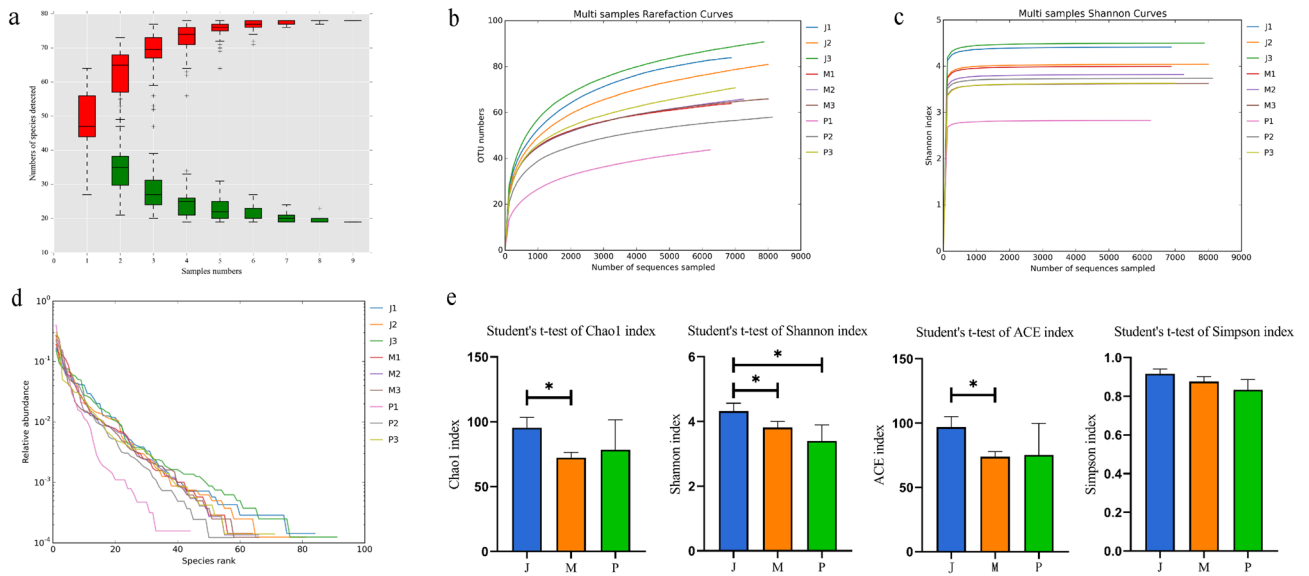 a
Numbers of species detected
80
70
60
50
40
30
20
10
0 1 2 3 4 5 6 7 8 9
Samples numbers
b
Multi samples Rarefaction Curves
OTU numbers
100
80
60
40
20
0
0 1000 2000 3000 4000 5000 6000 7000 8000 9000
Number of sequences sampled
J1
J2
J3
M1
M2
M3
P1
P2
P3
c
Multi samples Shannon Curves
Shannon index
5
4
3
2
1
0
0 1000 2000 3000 4000 5000 6000 7000 8000 9000
Number of sequences sampled
J1
J2
J3
M1
M2
M3
P1
P2
P3
d
Relative abundance
10^0
10^-1
10^-2
10^-3
10^-4
0 20 40 60 80 100
Species rank
J1
J2
J3
M1
M2
M3
P1
P2
P3
e
Student's t-test of Chao1 index
Chao1 index
150
100
50
0
*
J M P
Student's t-test of Shannon index
Shannon index
6
4
2
0
*
*
J M P
Student's t-test of ACE index
ACE index
150
100
50
0
*
J M P
Student's t-test of Simpson index
Simpson index
1.0
0.8
0.6
0.4
0.2
0.0
J M P